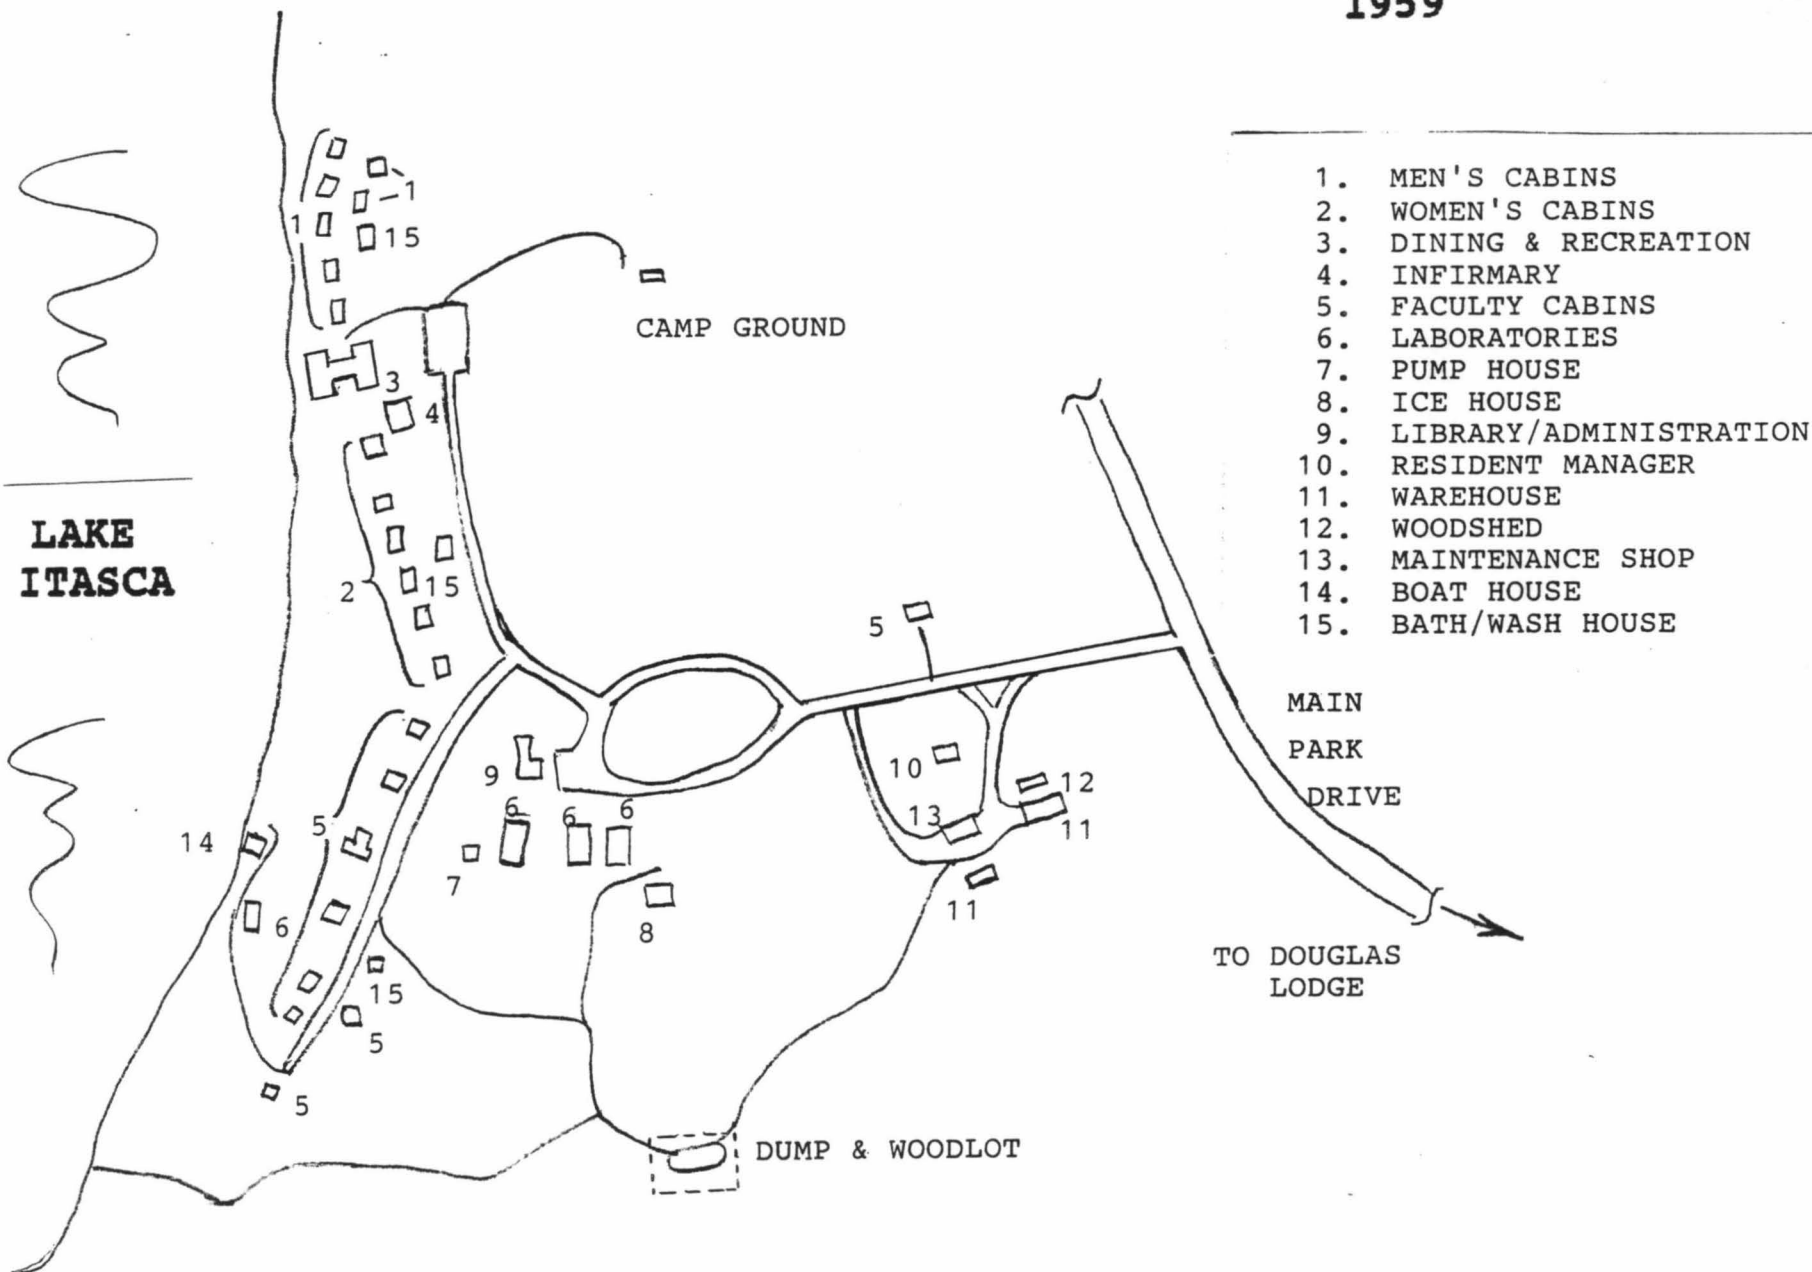 1959
1. MEN'S CABINS
2. WOMEN'S CABINS
3. DINING & RECREATION
4. INFIRMARY
5. FACULTY CABINS
6. LABORATORIES
7. PUMP HOUSE
8. ICE HOUSE
9. LIBRARY/ADMINISTRATION
10. RESIDENT MANAGER
11. WAREHOUSE
12. WOODSHED
13. MAINTENANCE SHOP
14. BOAT HOUSE
15. BATH/WASH HOUSE
1
1
15
CAMP GROUND
3
4
LAKE
ITASCA
2
15
5
MAIN
PARK
DRIVE
9
10
12
6
6
6
13
11
5
14
7
11
6
8
TO DOUGLAS
LODGE
15
5
5
DUMP & WOODLOT